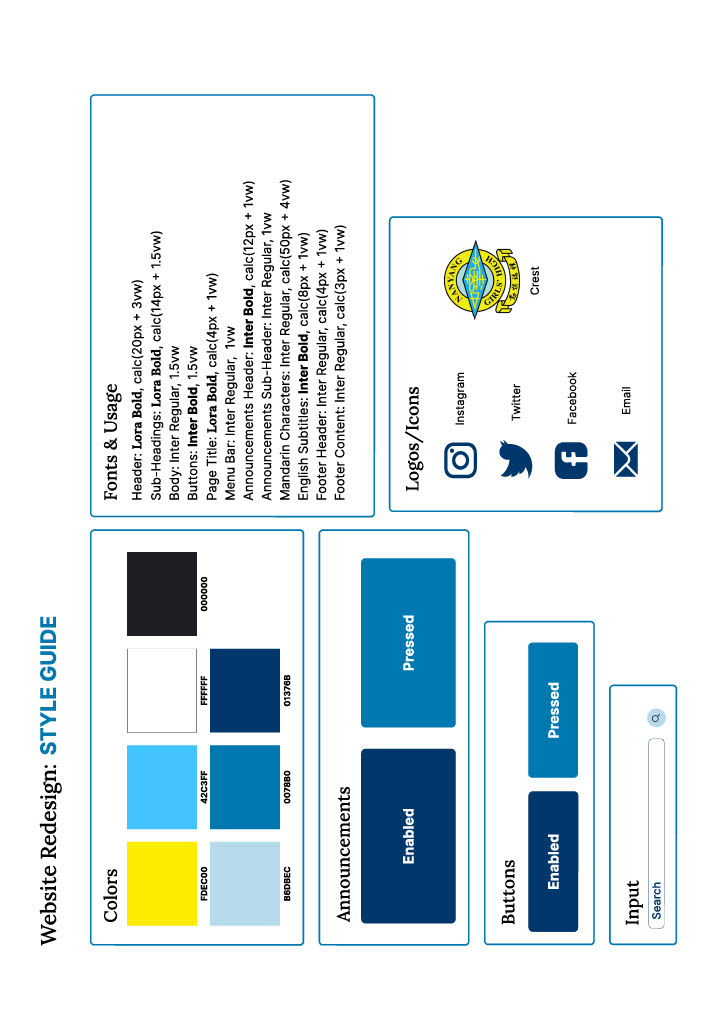 Website Redesign: STYLE GUIDE
Colors
FDEC00
42C3FF
FFFFFF
000000
B6DBEC
0078B0
01376B
Announcements
Enabled
Pressed
Buttons
Enabled
Pressed
Input
Search
Fonts & Usage
Header: Lora Bold, calc(20px + 3vw)
Sub-Headings: Lora Bold, calc(14px + 1.5vw)
Body: Inter Regular, 1.5vw
Buttons: Inter Bold, 1.5vw
Page Title: Lora Bold, calc(4px + 1vw)
Menu Bar: Inter Regular, 1vw
Announcements Header: Inter Bold, calc(12px + 1vw)
Announcements Sub-Header: Inter Regular, 1vw
Mandarin Characters: Inter Regular, calc(50px + 4vw)
English Subtitles: Inter Bold, calc(8px + 1vw)
Footer Header: Inter Regular, calc(4px + 1vw)
Footer Content: Inter Regular, calc(3px + 1vw)
Logos/Icons
Instagram
Twitter
Facebook
Email
NANYANG
GIRLS' HIGH
Crest